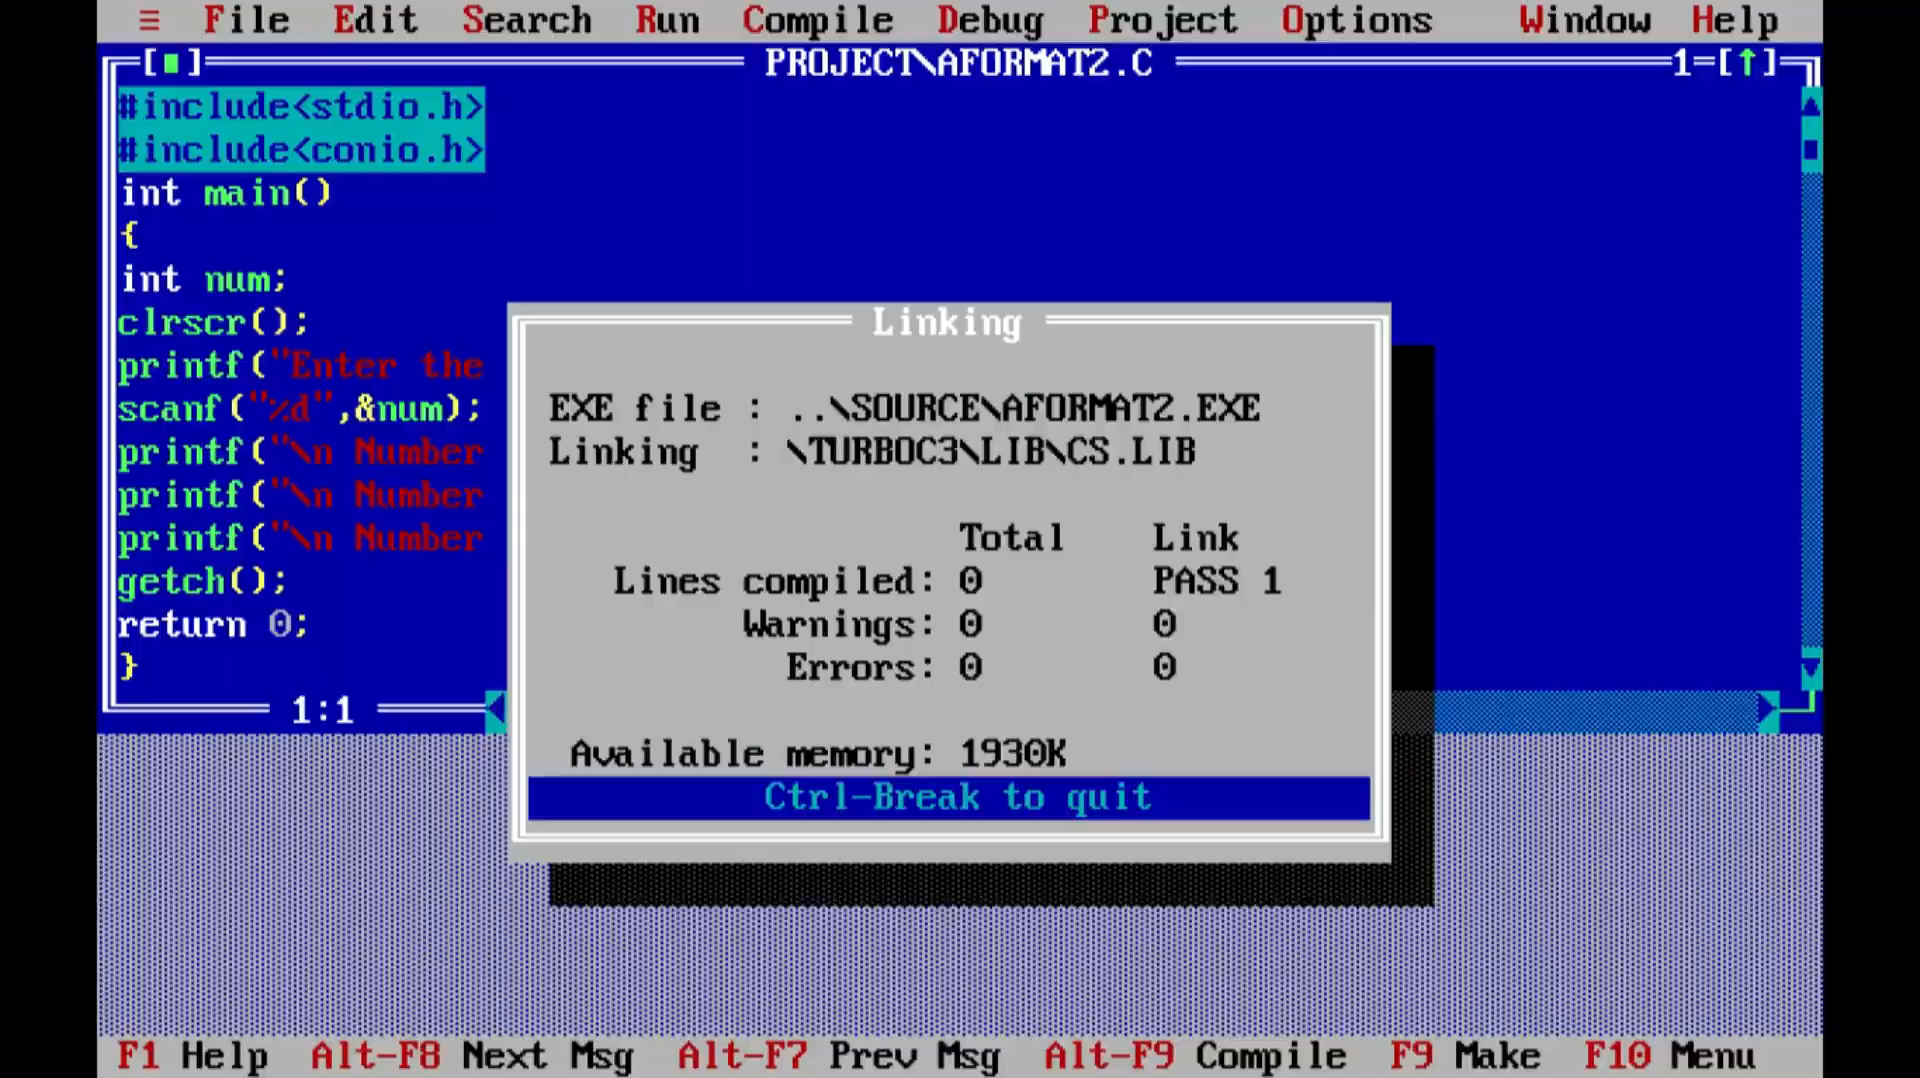 ≡ File Edit Search Run Compile Debug Project Options Window Help
[■] PROJECT\AFORMAT2.C 1=[↑]
#include<stdio.h>
#include<conio.h>
int main()
{
int num;
clrscr();
printf("Enter the
scanf("%d",&num);
printf("\n Number
printf("\n Number
printf("\n Number
getch();
return 0;
}
1:1
Linking
EXE file : ..\SOURCE\AFORMAT2.EXE
Linking : \TURBOC3\LIB\CS.LIB
Total Link
Lines compiled: 0 PASS 1
Warnings: 0 0
Errors: 0 0
Available memory: 1930K
Ctrl-Break to quit
F1 Help Alt-F8 Next Msg Alt-F7 Prev Msg Alt-F9 Compile F9 Make F10 Menu